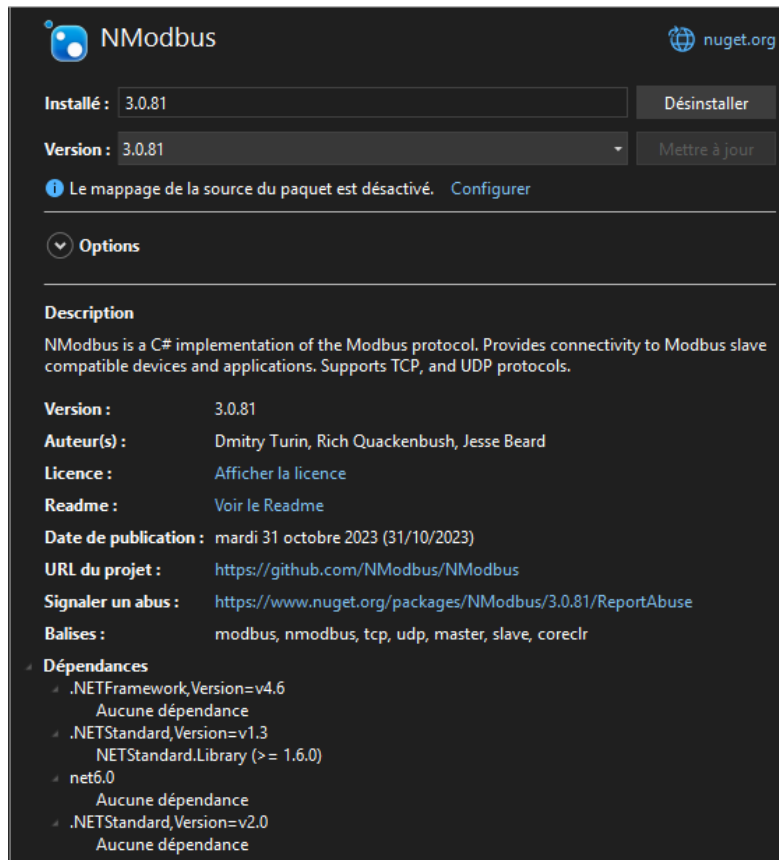 NModbus
nuget.org
Installé : 3.0.81 Désinstaller
Version : 3.0.81 Mettre à jour
Le mappage de la source du paquet est désactivé. Configurer
Options
Description
NModbus is a C# implementation of the Modbus protocol. Provides connectivity to Modbus slave
compatible devices and applications. Supports TCP, and UDP protocols.
Version : 3.0.81
Auteur(s) : Dmitry Turin, Rich Quackenbush, Jesse Beard
Licence : Afficher la licence
Readme : Voir le Readme
Date de publication : mardi 31 octobre 2023 (31/10/2023)
URL du projet : https://github.com/NModbus/NModbus
Signaler un abus : https://www.nuget.org/packages/NModbus/3.0.81/ReportAbuse
Balises : modbus, nmodbus, tcp, udp, master, slave, coreclr
Dépendances
.NETFramework,Version=v4.6
Aucune dépendance
.NETStandard,Version=v1.3
NETStandard.Library (>= 1.6.0)
net6.0
Aucune dépendance
.NETStandard,Version=v2.0
Aucune dépendance